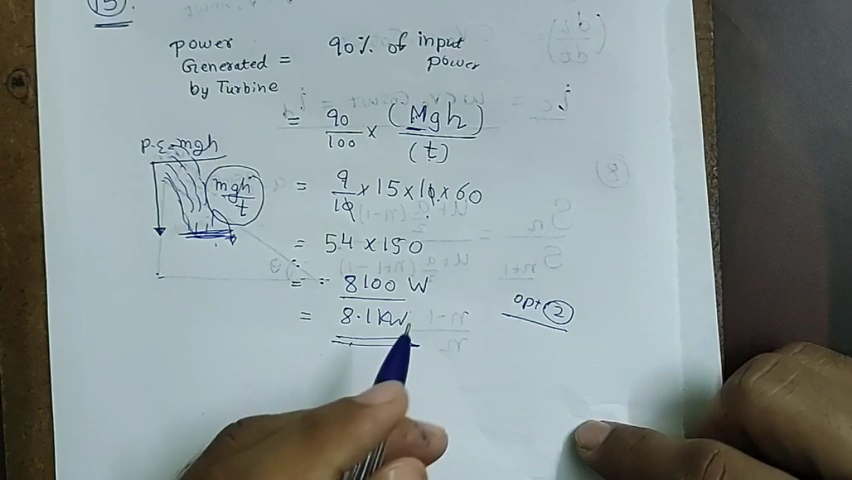 15.
Power
Generated = 90% of input
by Turbine power
= 90/100 × (Mgh)/(t)
P.E=mgh
mgh/t
= 9/10 × 15 × 10 × 60
= 54 × 150
= 8100 W
= 8.1 KW
opt 2